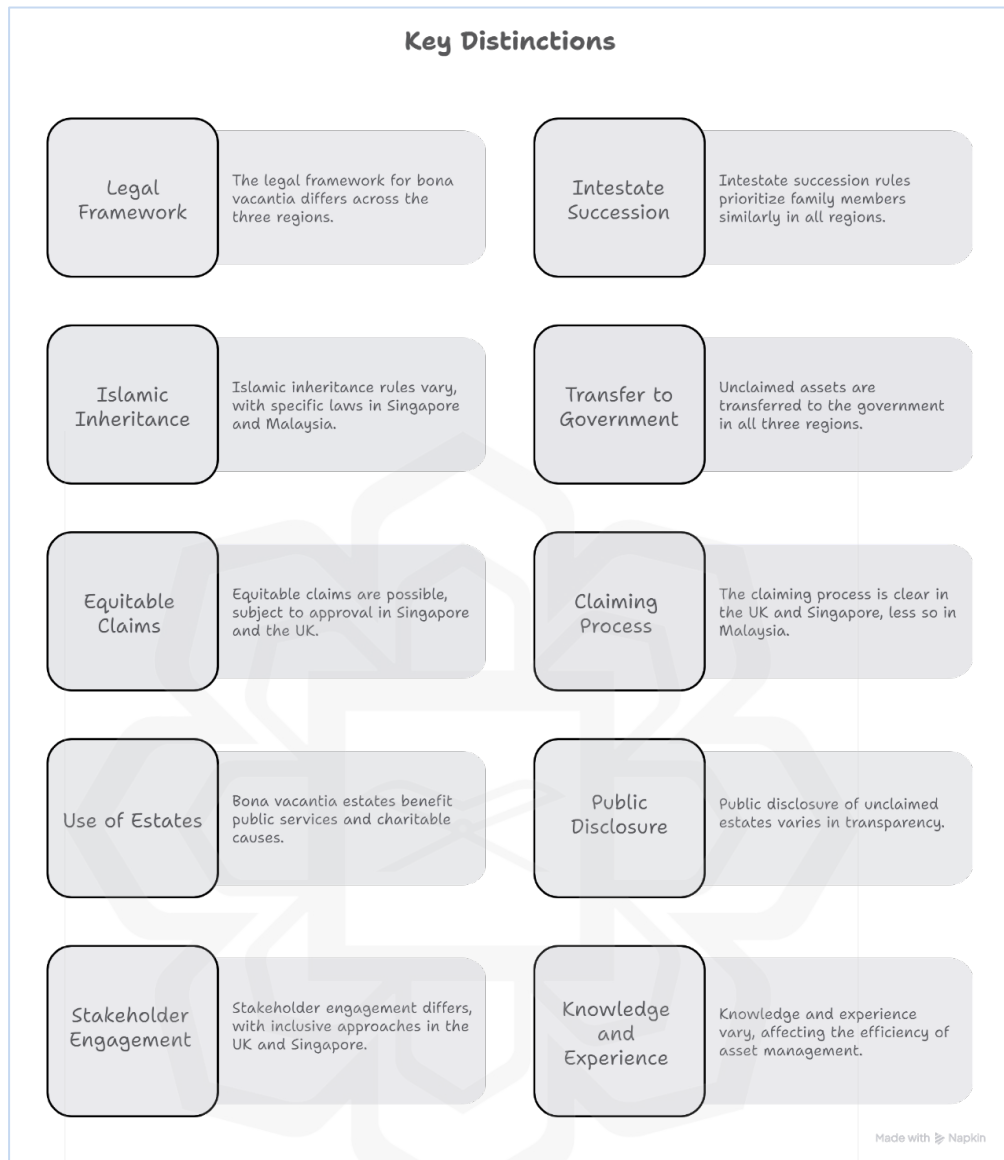 Key Distinctions
Legal
Framework
The legal framework for bona
vacantia differs across the
three regions.
Intestate
Succession
Intestate succession rules
prioritize family members
similarly in all regions.
Islamic
Inheritance
Islamic inheritance rules vary,
with specific laws in Singapore
and Malaysia.
Transfer to
Government
Unclaimed assets are
transferred to the government
in all three regions.
Equitable
Claims
Equitable claims are possible,
subject to approval in Singapore
and the UK.
Claiming
Process
The claiming process is clear in
the UK and Singapore, less so in
Malaysia.
Use of Estates
Bona vacantia estates benefit
public services and charitable
causes.
Public
Disclosure
Public disclosure of unclaimed
estates varies in transparency.
Stakeholder
Engagement
Stakeholder engagement differs,
with inclusive approaches in the
UK and Singapore.
Knowledge
and
Experience
Knowledge and experience
vary, affecting the efficiency of
asset management.
Made with Napkin